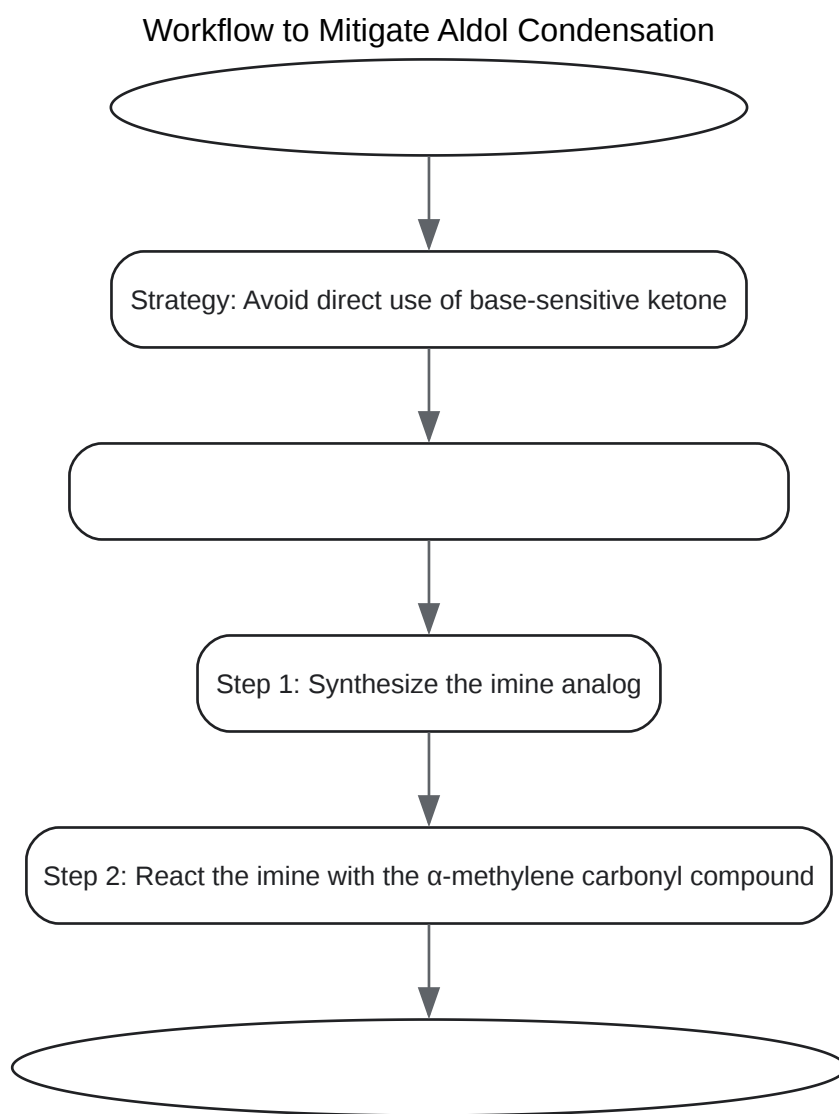 Workflow to Mitigate Aldol Condensation
Strategy: Avoid direct use of base-sensitive ketone
Step 1: Synthesize the imine analog
Step 2: React the imine with the α-methylene carbonyl compound